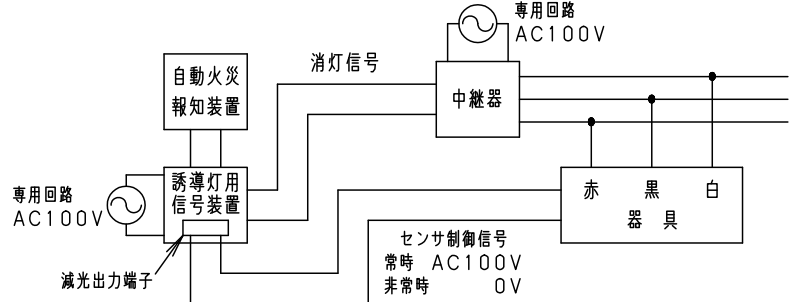 専用回路
AC100V
消灯信号
自動火災
報知装置
中継器
誘導灯用
信号装置
専用回路
AC100V
赤 黒 白
器 具
センサ制御信号
常時 AC100V
非常時 0V
減光出力端子